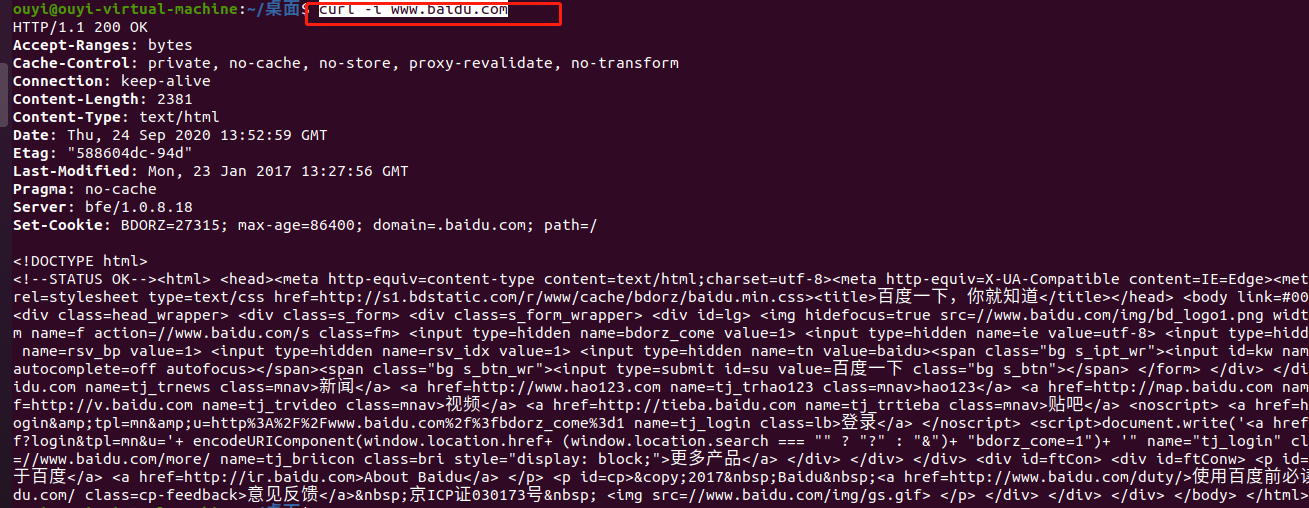 ouyi@ouyi-virtual-machine:~/桌面$ curl -i www.baidu.com
HTTP/1.1 200 OK
Accept-Ranges: bytes
Cache-Control: private, no-cache, no-store, proxy-revalidate, no-transform
Connection: keep-alive
Content-Length: 2381
Content-Type: text/html
Date: Thu, 24 Sep 2020 13:52:59 GMT
Etag: "588604dc-94d"
Last-Modified: Mon, 23 Jan 2017 13:27:56 GMT
Pragma: no-cache
Server: bfe/1.0.8.18
Set-Cookie: BDORZ=27315; max-age=86400; domain=.baidu.com; path=/
<!DOCTYPE html>
<!--STATUS OK--><html> <head><meta http-equiv=content-type content=text/html;charset=utf-8><meta http-equiv=X-UA-Compatible content=IE=Edge><met
rel=stylesheet type=text/css href=http://s1.bdstatic.com/r/www/cache/bdorz/baidu.min.css><title>百度一下，你就知道</title></head> <body link=#00
<div class=head_wrapper> <div class=s_form> <div class=s_form_wrapper> <div id=lg> <img hidefocus=true src=//www.baidu.com/img/bd_logo1.png widt
m name=f action=//www.baidu.com/s class=fm> <input type=hidden name=bdorz_come value=1> <input type=hidden name=ie value=utf-8> <input type=hidd
name=rsv_bp value=1> <input type=hidden name=rsv_idx value=1> <input type=hidden name=tn value=baidu><span class="bg s_ipt_wr"><input id=kw nam
autocomplete=off autofocus></span><span class="bg s_btn_wr"><input type=submit id=su value=百度一下 class="bg s_btn"></span> </form> </div> </di
idu.com name=tj_trnews class=mnav>新闻</a> <a href=http://www.hao123.com name=tj_trhao123 class=mnav>hao123</a> <a href=http://map.baidu.com nam
f=http://v.baidu.com name=tj_trvideo class=mnav>视频</a> <a href=http://tieba.baidu.com name=tj_trtieba class=mnav>贴吧</a> <noscript> <a href=h
ogin&amp;tpl=mn&amp;u=http%3A%2F%2Fwww.baidu.com%2f%3fbdorz_come%3d1 name=tj_login class=lb>登录</a> </noscript> <script>document.write('<a href
f?login&tpl=mn&u='+ encodeURIComponent(window.location.href+ (window.location.search === "" ? "?" : "&")+ "bdorz_come=1")+ '" name="tj_login" cl
=//www.baidu.com/more/ name=tj_briicon class=bri style="display: block;">更多产品</a> </div> </div> </div> <div id=ftCon> <div id=ftConw> <p id=
于百度</a> <a href=http://ir.baidu.com>About Baidu</a> </p> <p id=cp>&copy;2017&nbsp;Baidu&nbsp;<a href=http://www.baidu.com/duty/>使用百度前必读
du.com/ class=cp-feedback>意见反馈</a>&nbsp;京ICP证030173号&nbsp; <img src=//www.baidu.com/img/gs.gif> </p> </div> </div> </div> </body> </html>